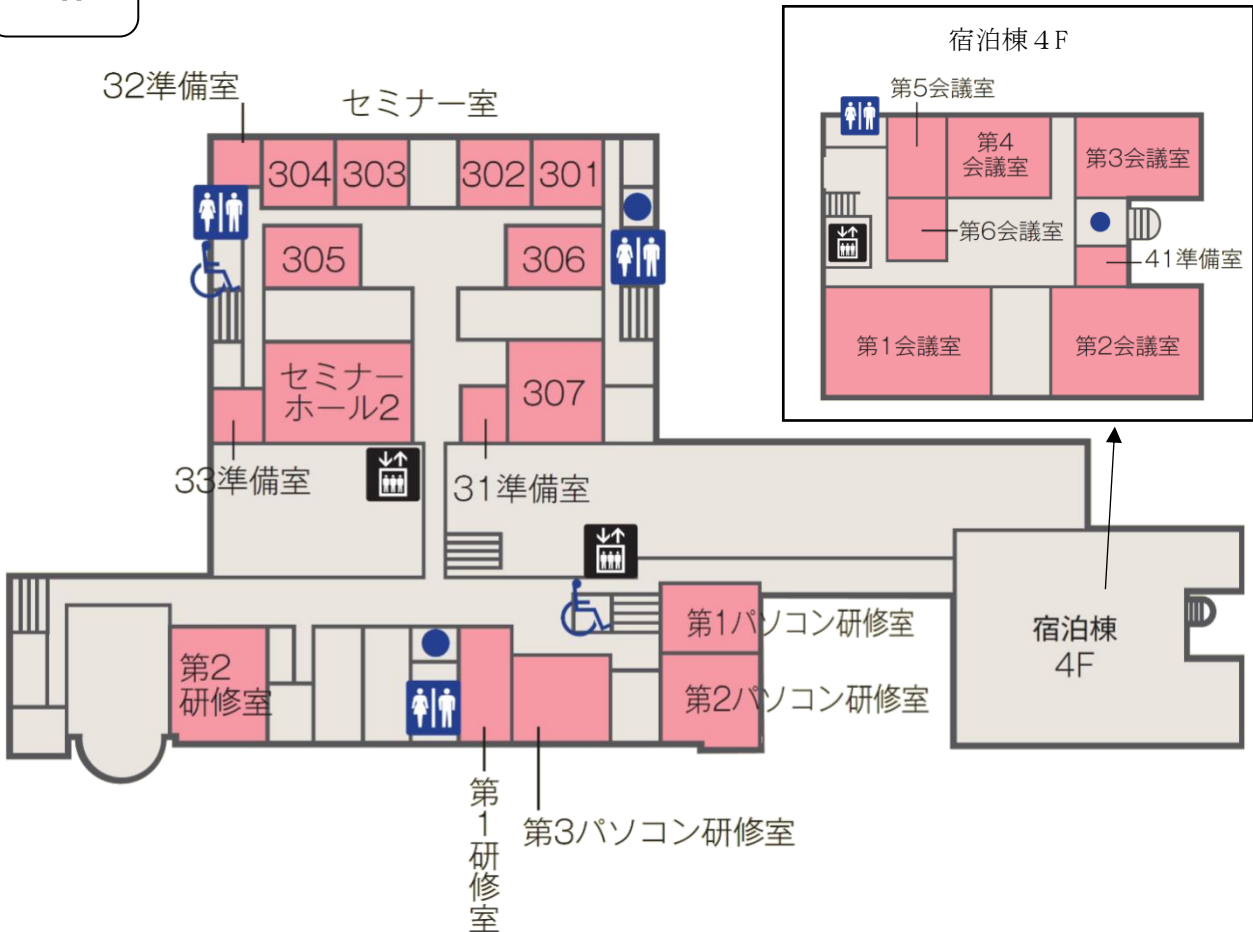 宿泊棟４F
第5会議室
第4
会議室
第3会議室
第6会議室
41準備室
第1会議室
第2会議室
32準備室
セミナー室
304
303
302
301
305
306
セミナー
ホール2
307
33準備室
31準備室
第1パソコン研修室
宿泊棟
4F
第2
研修室
第2パソコン研修室
第1研修室
第3パソコン研修室